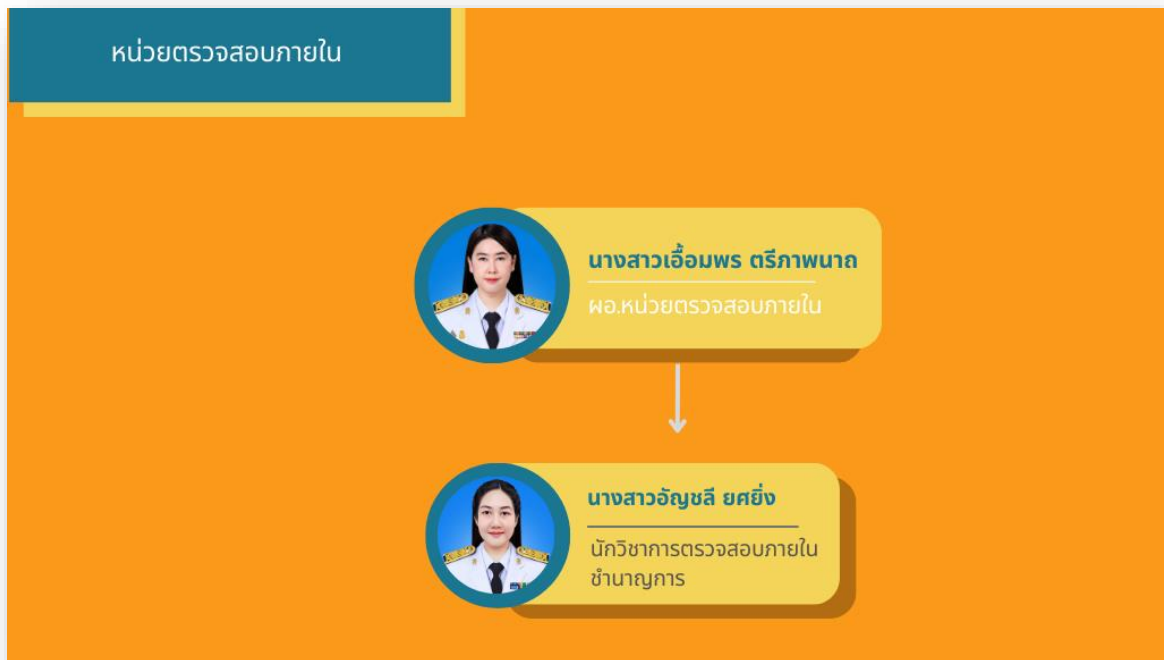 หน่วยตรวจสอบภายใน
นางสาวเอื้อมพร ตรีภาพนาถ
ผอ.หน่วยตรวจสอบภายใน
นางสาวอัญชลี ยศยิ่ง
นักวิชาการตรวจสอบภายใน
ชำนาญการ